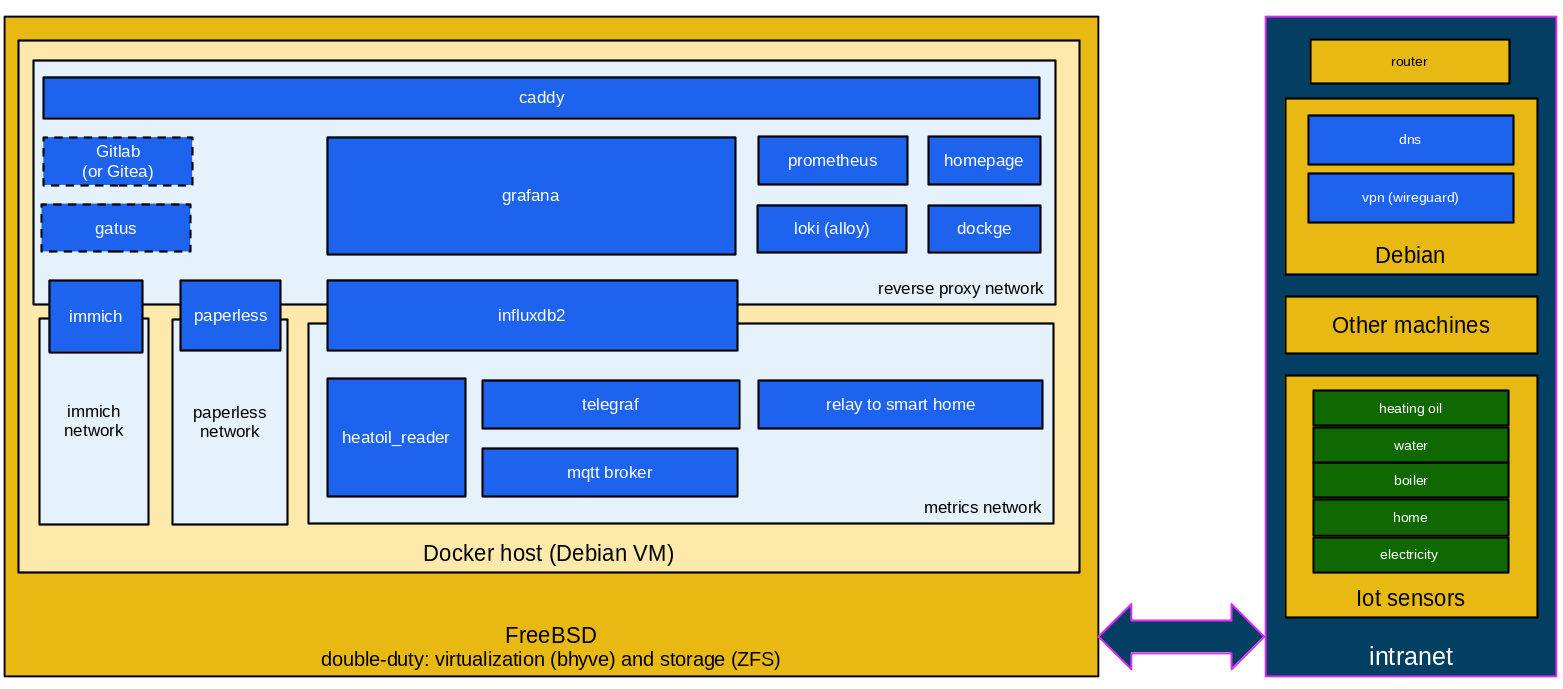 caddy
Gitlab
(or Gitea)
gatus
grafana
prometheus
homepage
loki (alloy)
dockge
reverse proxy network
immich
paperless
influxdb2
immich
network
paperless
network
heatoil_reader
telegraf
relay to smart home
mqtt broker
metrics network
Docker host (Debian VM)
FreeBSD
double-duty: virtualization (bhyve) and storage (ZFS)
router
dns
vpn (wireguard)
Debian
Other machines
heating oil
water
boiler
home
electricity
Iot sensors
intranet